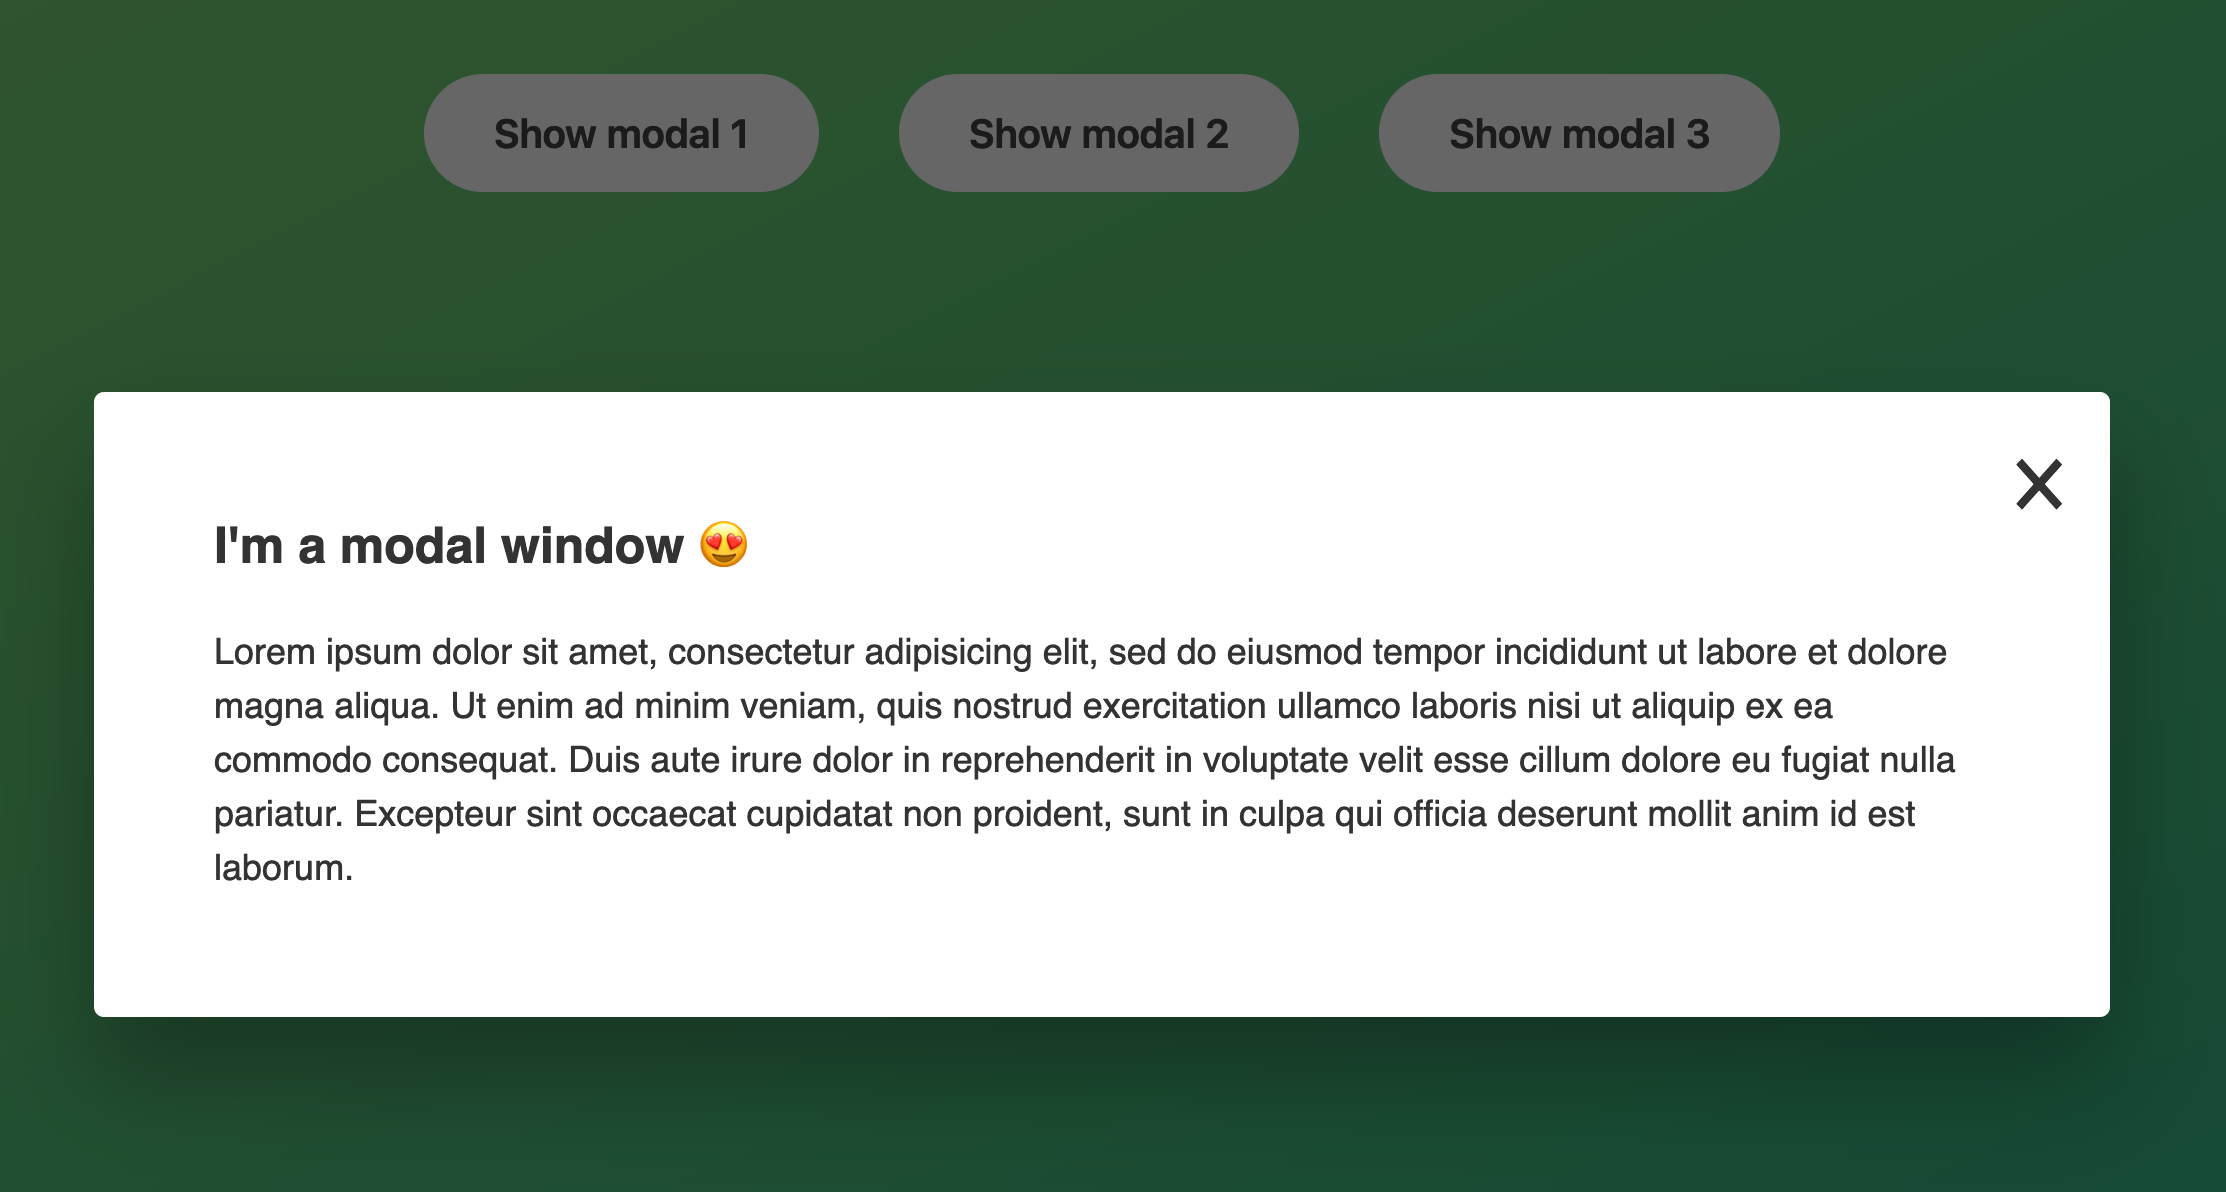 Show modal 1 Show modal 2 Show modal 3
I'm a modal window 😍
Lorem ipsum dolor sit amet, consectetur adipisicing elit, sed do eiusmod tempor incididunt ut labore et dolore
magna aliqua. Ut enim ad minim veniam, quis nostrud exercitation ullamco laboris nisi ut aliquip ex ea
commodo consequat. Duis aute irure dolor in reprehenderit in voluptate velit esse cillum dolore eu fugiat nulla
pariatur. Excepteur sint occaecat cupidatat non proident, sunt in culpa qui officia deserunt mollit anim id est
laborum.